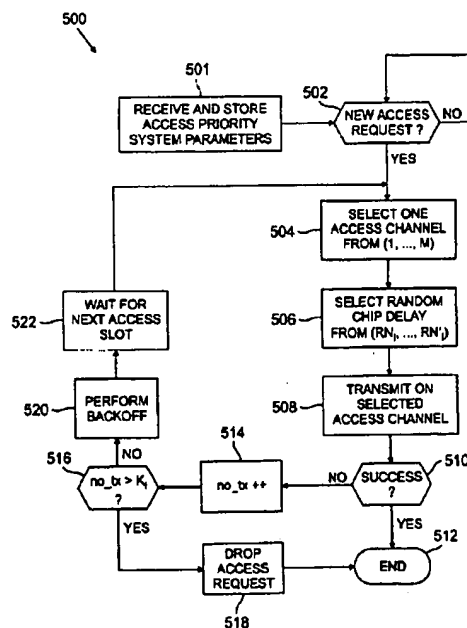 500
501
RECEIVE AND STORE
ACCESS PRIORITY
SYSTEM PARAMETERS
502
NEW ACCESS
REQUEST ?
NO
YES
504
SELECT ONE
ACCESS CHANNEL
FROM (1, ..., M)
506
SELECT RANDOM
CHIP DELAY
FROM (RNi, ..., RN'i)
508
TRANSMIT ON
SELECTED
ACCESS CHANNEL
510
SUCCESS
?
NO
YES
512
END
514
no_tx ++
516
no_tx > Ki
?
NO
YES
518
DROP
ACCESS
REQUEST
520
PERFORM
BACKOFF
522
WAIT FOR
NEXT ACCESS
SLOT